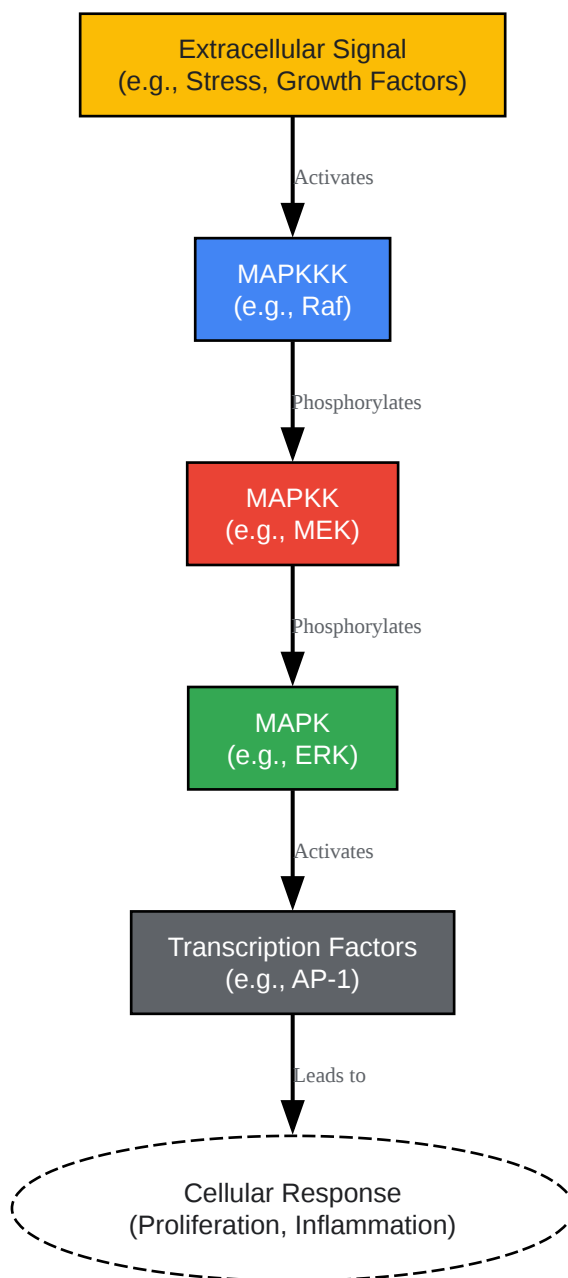 Extracellular Signal
(e.g., Stress, Growth Factors)
Activates
MAPKKK
(e.g., Raf)
Phosphorylates
MAPKK
(e.g., MEK)
Phosphorylates
MAPK
(e.g., ERK)
Activates
Transcription Factors
(e.g., AP-1)
Leads to
Cellular Response
(Proliferation, Inflammation)